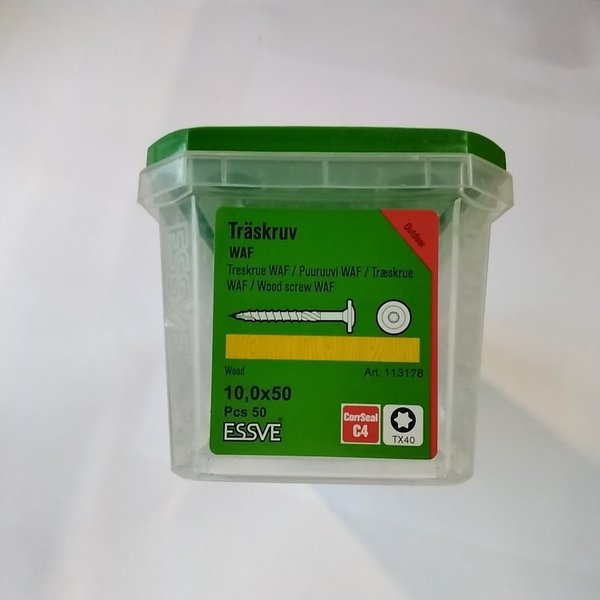 Träskruv
WAF
Treskrue WAF / Puuruuvi WAF / Træskrue
WAF / Wood screw WAF
Outdoor
Wood
Art. 113178
10,0x50
Pcs 50
ESSVE®
CorrSeal
C4
TX40
ESSVE